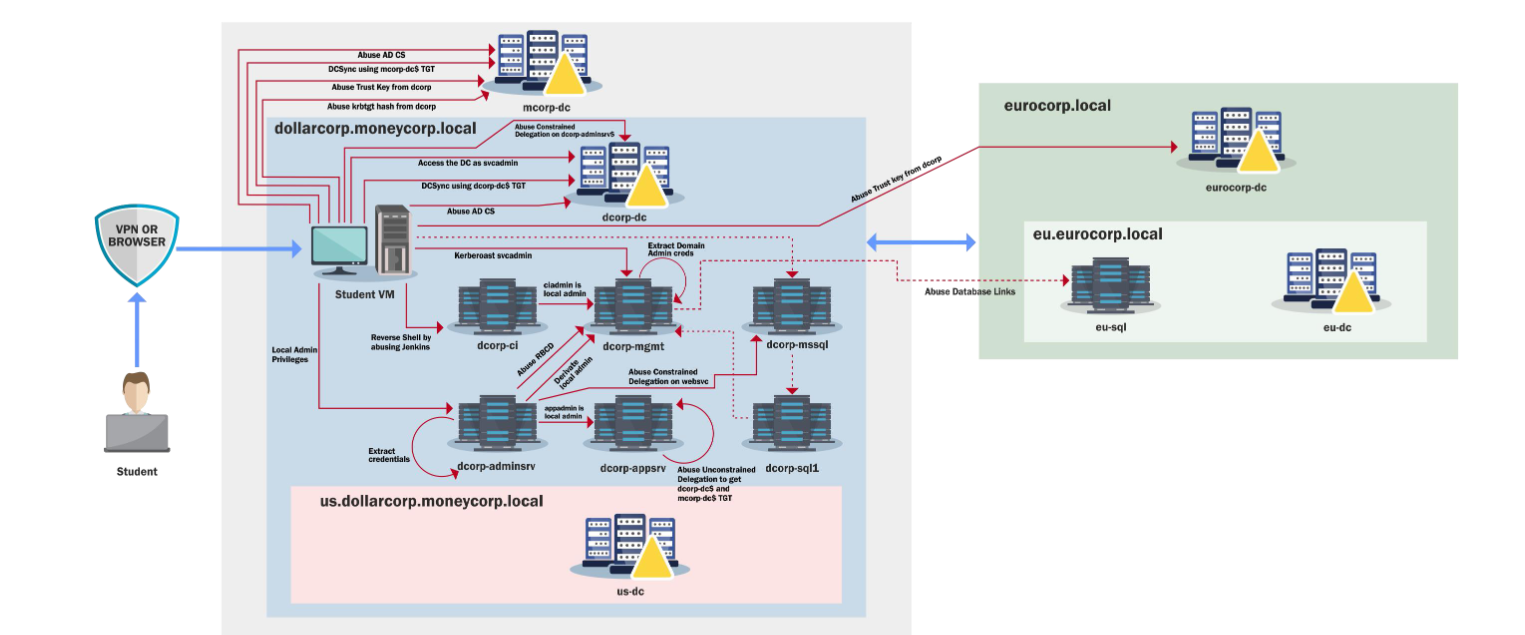 Abuse AD CS
DCSync using mcorp-dc$ TGT
Abuse Trust Key from dcorp
Abuse krbtgt hash from dcorp
mcorp-dc
dollarcorp.moneycorp.local
Abuse Constrained
Delegation on dcorp-adminsrv$
Access the DC as svcadmin
DCSync using dcorp-dc$ TGT
Abuse AD CS
dcorp-dc
Abuse Trust key from dcorp
eurocorp.local
eurocorp-dc
VPN OR
BROWSER
Student VM
Kerberoast svcadmin
Extract Domain
Admin creds
eu.eurocorp.local
ciadmin is
local admin
Abuse Database Links
eu-sql
eu-dc
Reverse Shell by
abusing Jenkins
dcorp-ci
dcorp-mgmt
dcorp-mssql
Local Admin
Privileges
Abuse RBCD
Derivate
local admin
Abuse Constrained
Delegation on websvc
appadmin is
local admin
Extract
credentials
dcorp-adminsrv
dcorp-appsrv
dcorp-sql1
Student
Abuse Unconstrained
Delegation to get
dcorp-dc$ and
mcorp-dc$ TGT
us.dollarcorp.moneycorp.local
us-dc